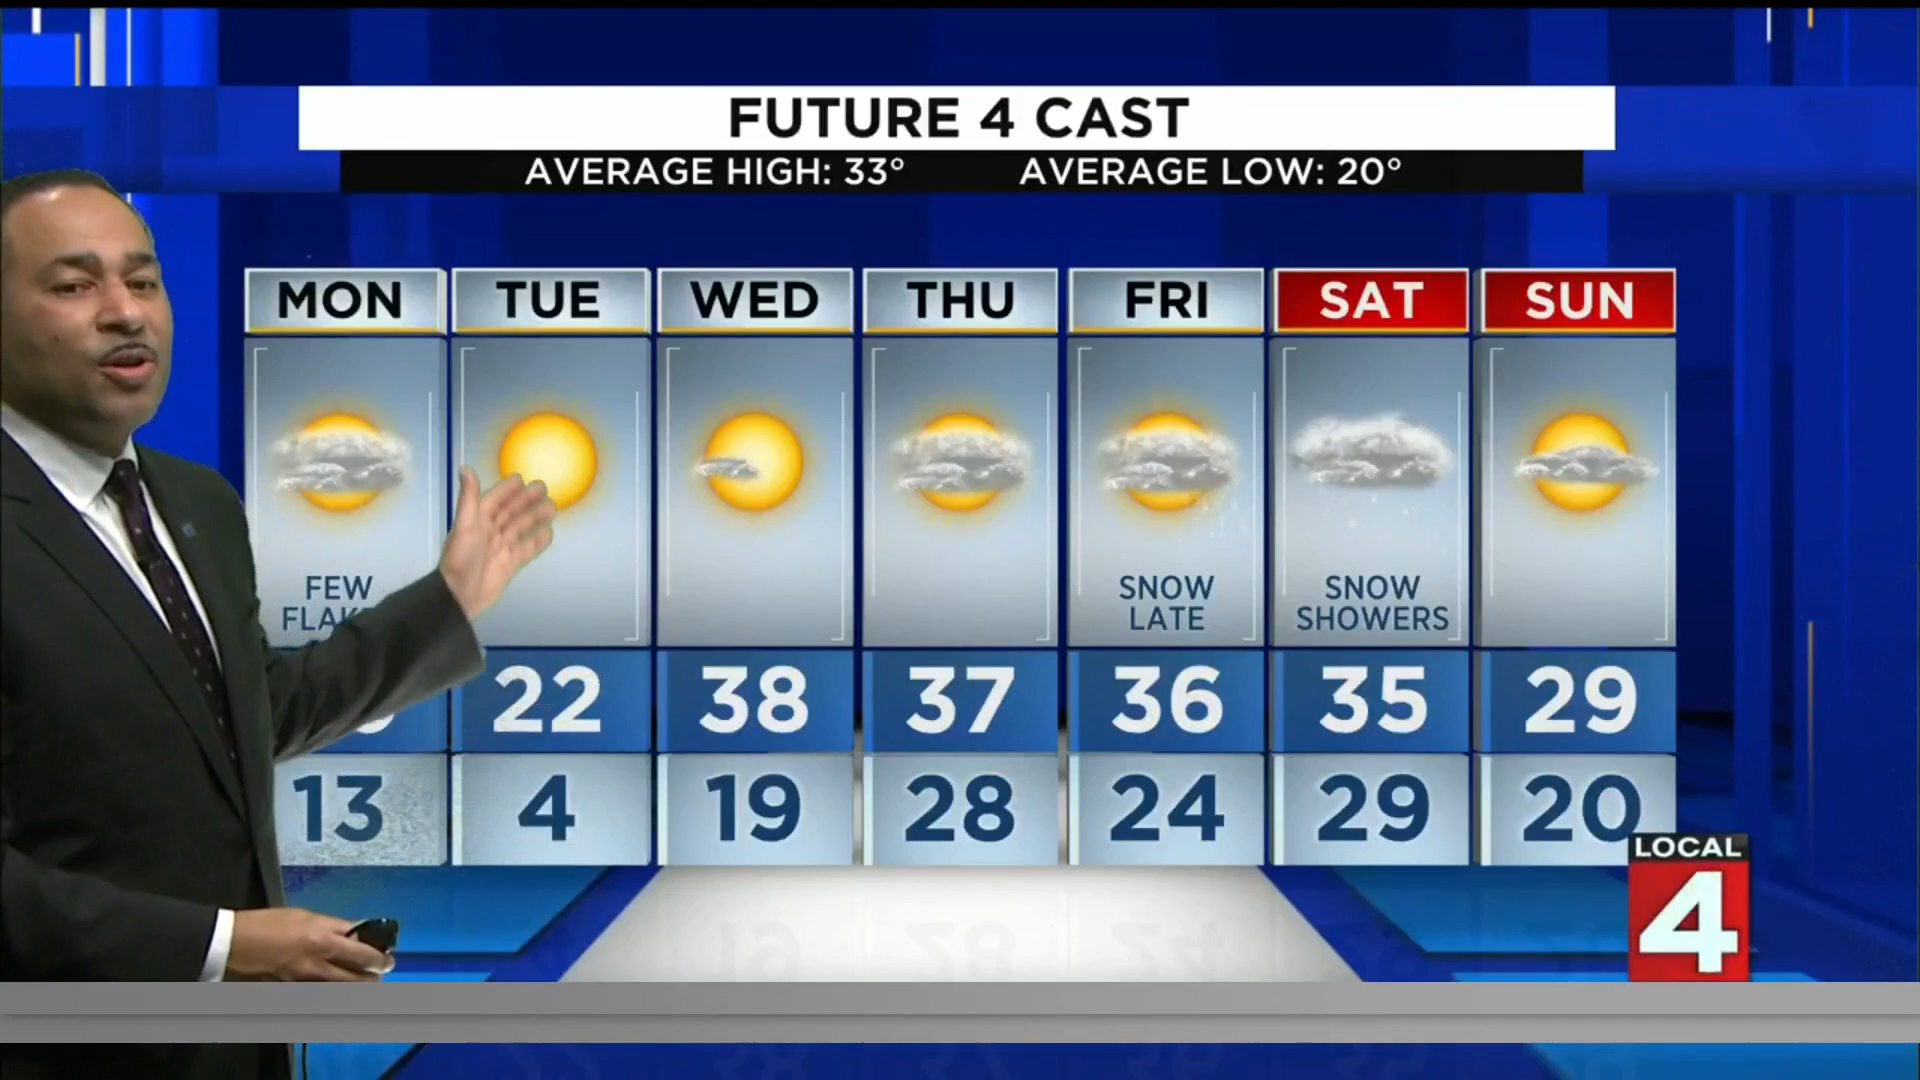 FUTURE 4 CAST
AVERAGE HIGH: 33° AVERAGE LOW: 20°
MON TUE WED THU FRI SAT SUN
FEW SNOW SNOW
LATE SHOWERS
22 38 37 36 35 29
13 4 19 28 24 29 20
LOCAL
4